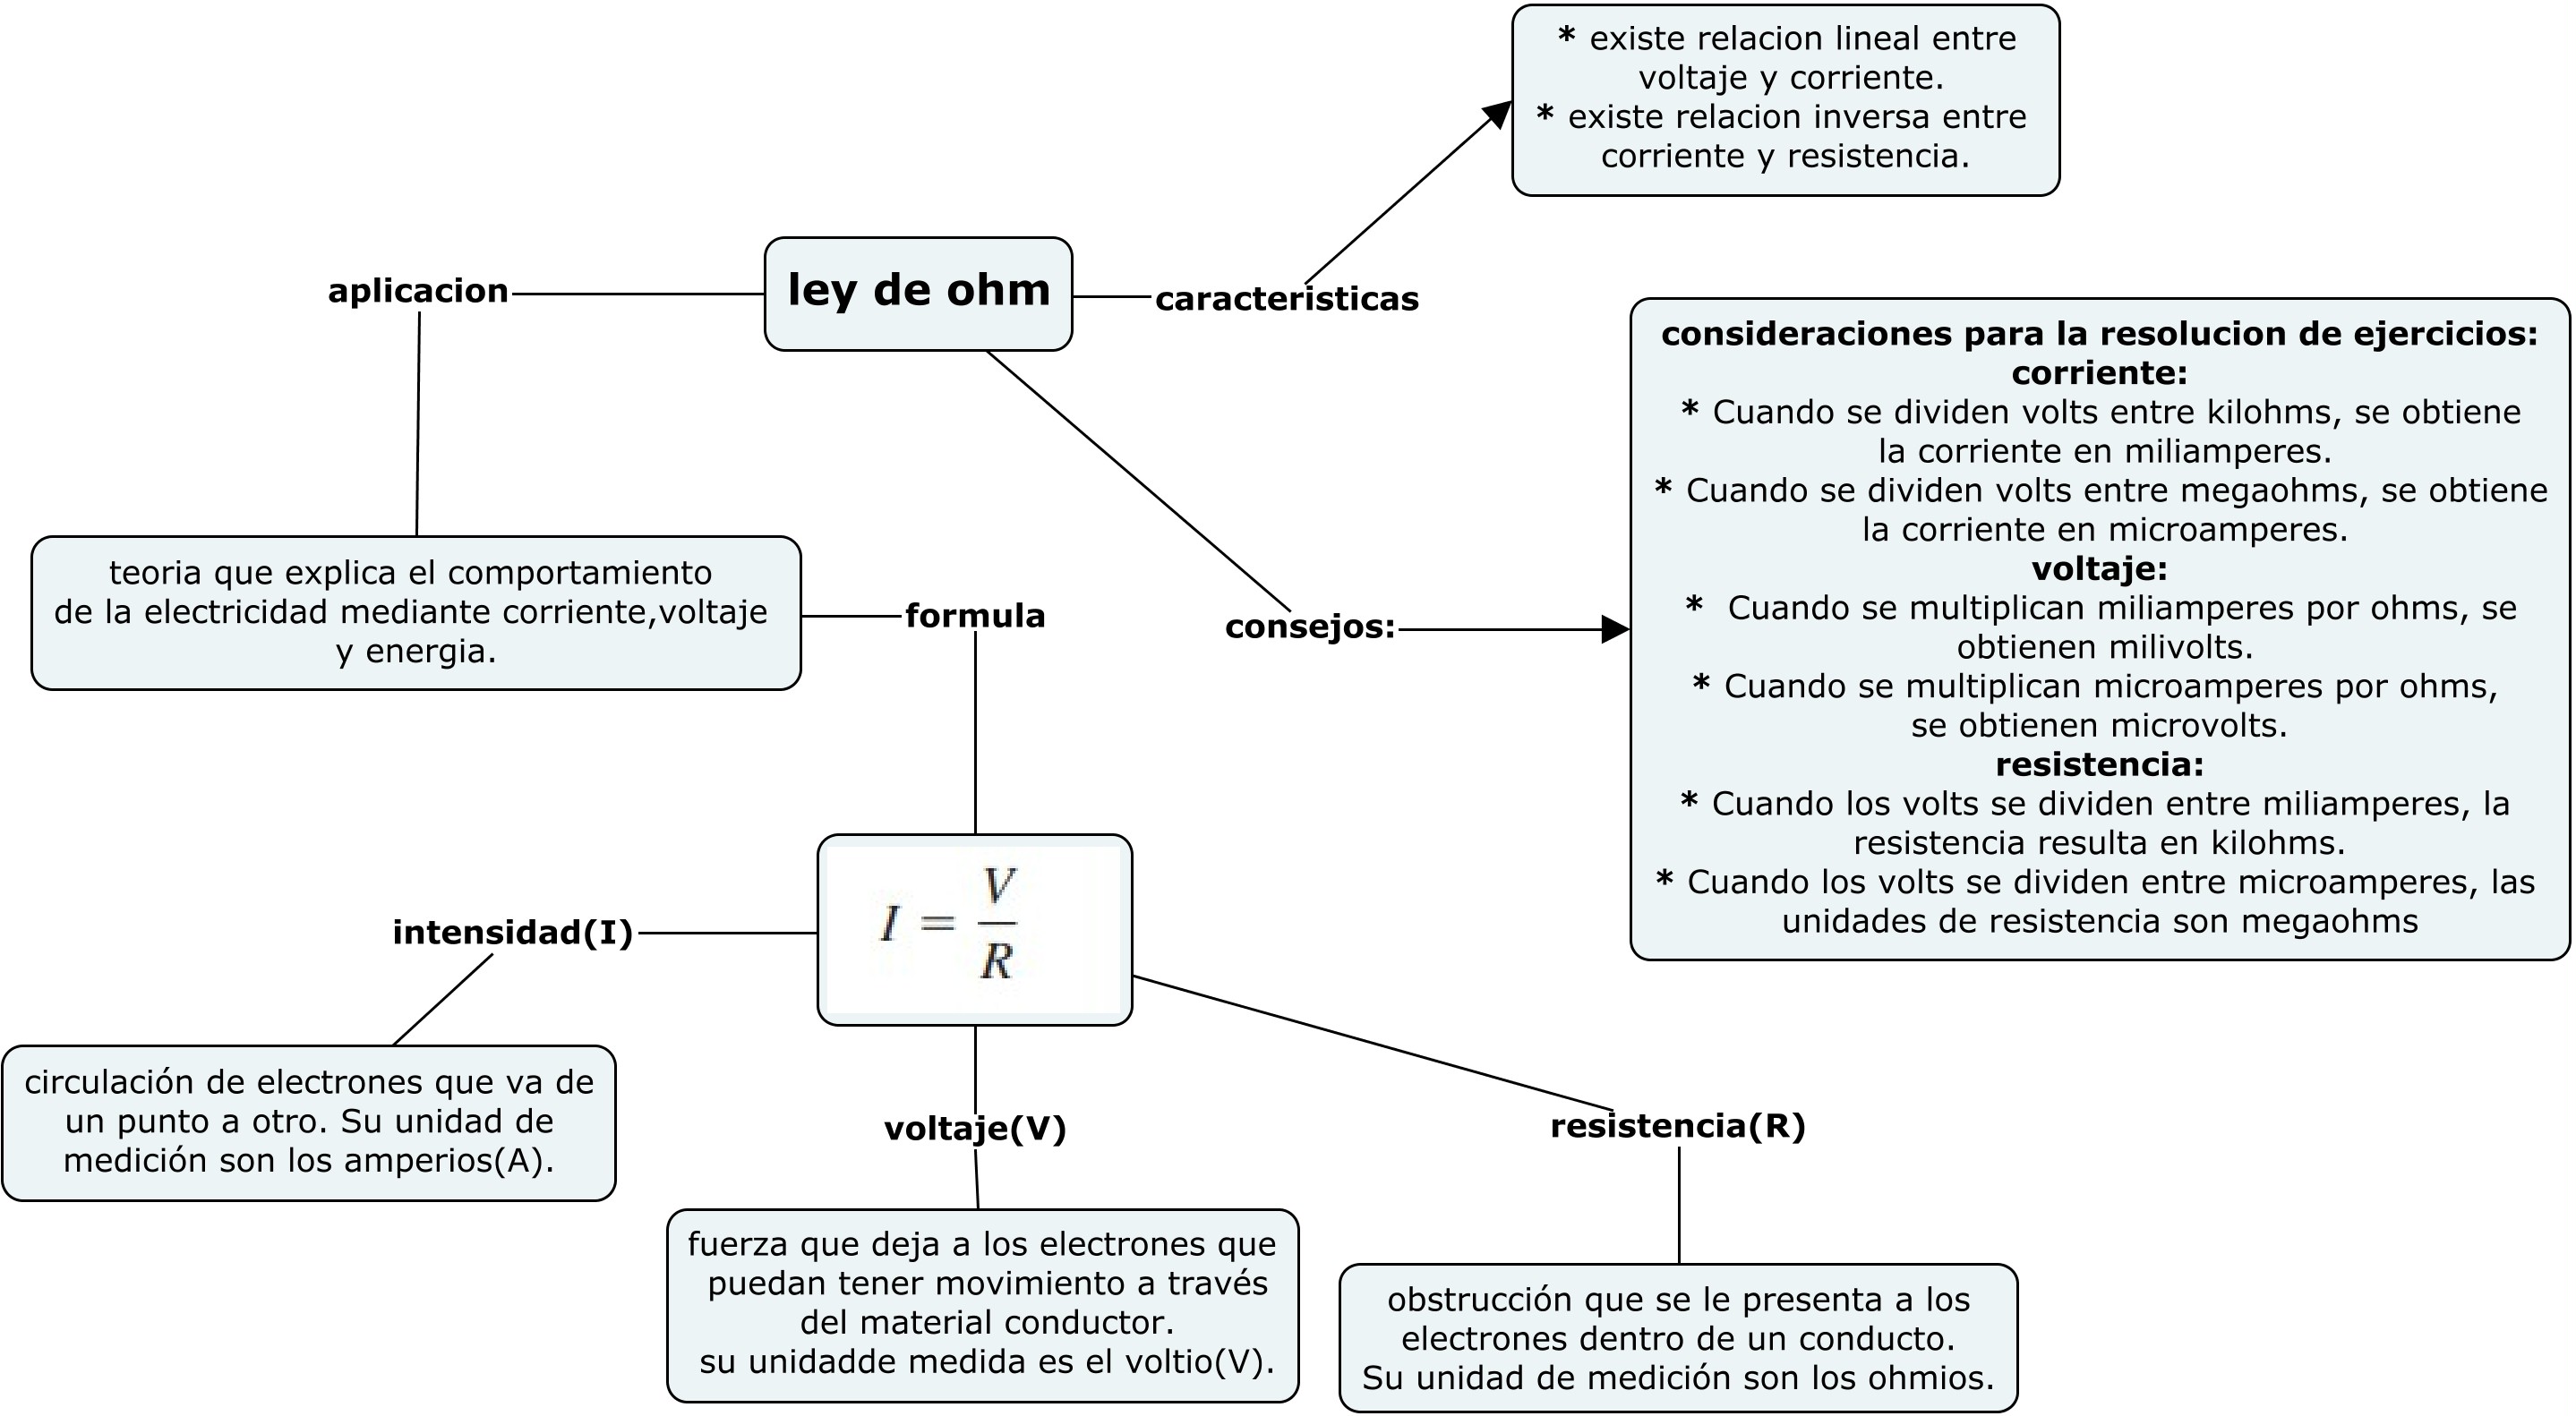 * existe relacion lineal entre
voltaje y corriente.
* existe relacion inversa entre
corriente y resistencia.
ley de ohm
aplicacion
caracteristicas
consideraciones para la resolucion de ejercicios:
corriente:
* Cuando se dividen volts entre kilohms, se obtiene
la corriente en miliamperes.
* Cuando se dividen volts entre megaohms, se obtiene
la corriente en microamperes.
voltaje:
* Cuando se multiplican miliamperes por ohms, se
obtienen milivolts.
* Cuando se multiplican microamperes por ohms,
se obtienen microvolts.
resistencia:
* Cuando los volts se dividen entre miliamperes, la
resistencia resulta en kilohms.
* Cuando los volts se dividen entre microamperes, las
unidades de resistencia son megaohms
teoria que explica el comportamiento
de la electricidad mediante corriente,voltaje
y energia.
formula
consejos:
I = V/R
intensidad(I)
circulación de electrones que va de
un punto a otro. Su unidad de
medición son los amperios(A).
voltaje(V)
resistencia(R)
fuerza que deja a los electrones que
puedan tener movimiento a través
del material conductor.
su unidadde medida es el voltio(V).
obstrucción que se le presenta a los
electrones dentro de un conducto.
Su unidad de medición son los ohmios.